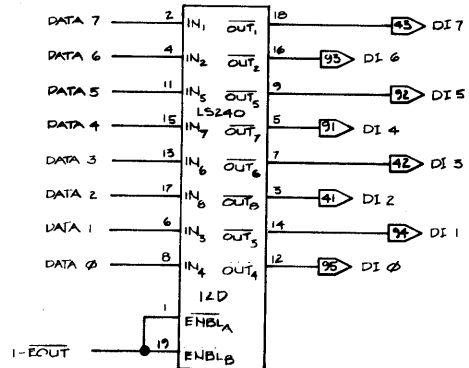 DATA 7 2 IN1 OUT1 18 43 DI 7
DATA 6 4 IN2 OUT2 16 93 DI 6
DATA 5 11 IN5 OUT5 9 92 DI 5
LS240
DATA 4 15 IN7 OUT7 5 91 DI 4
DATA 3 13 IN6 OUT6 7 42 DI 3
DATA 2 17 IN8 OUT8 3 41 DI 2
DATA 1 6 IN3 OUT3 14 94 DI 1
DATA Ø 8 IN4 OUT4 12 95 DI Ø
12D
1 ENBLA
1-EOUT 19 ENBLB